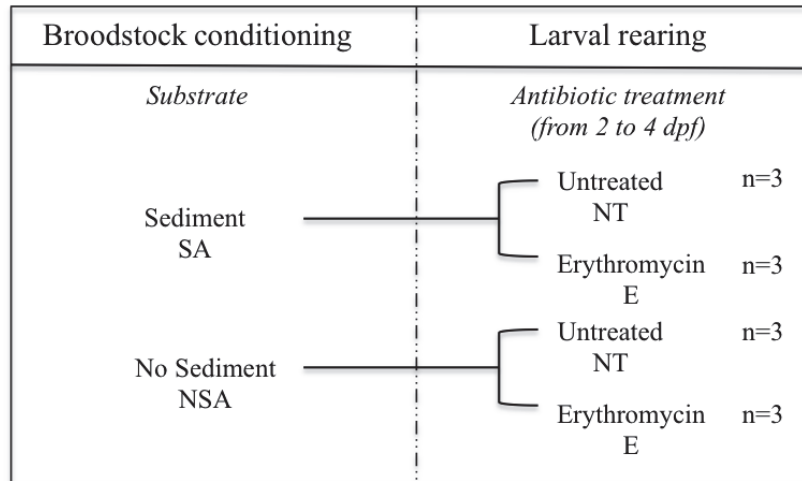 Broodstock conditioning
Larval rearing
Substrate
Antibiotic treatment
(from 2 to 4 dpf)
Sediment
SA
Untreated n=3
NT
Erythromycin n=3
E
No Sediment
NSA
Untreated n=3
NT
Erythromycin n=3
E